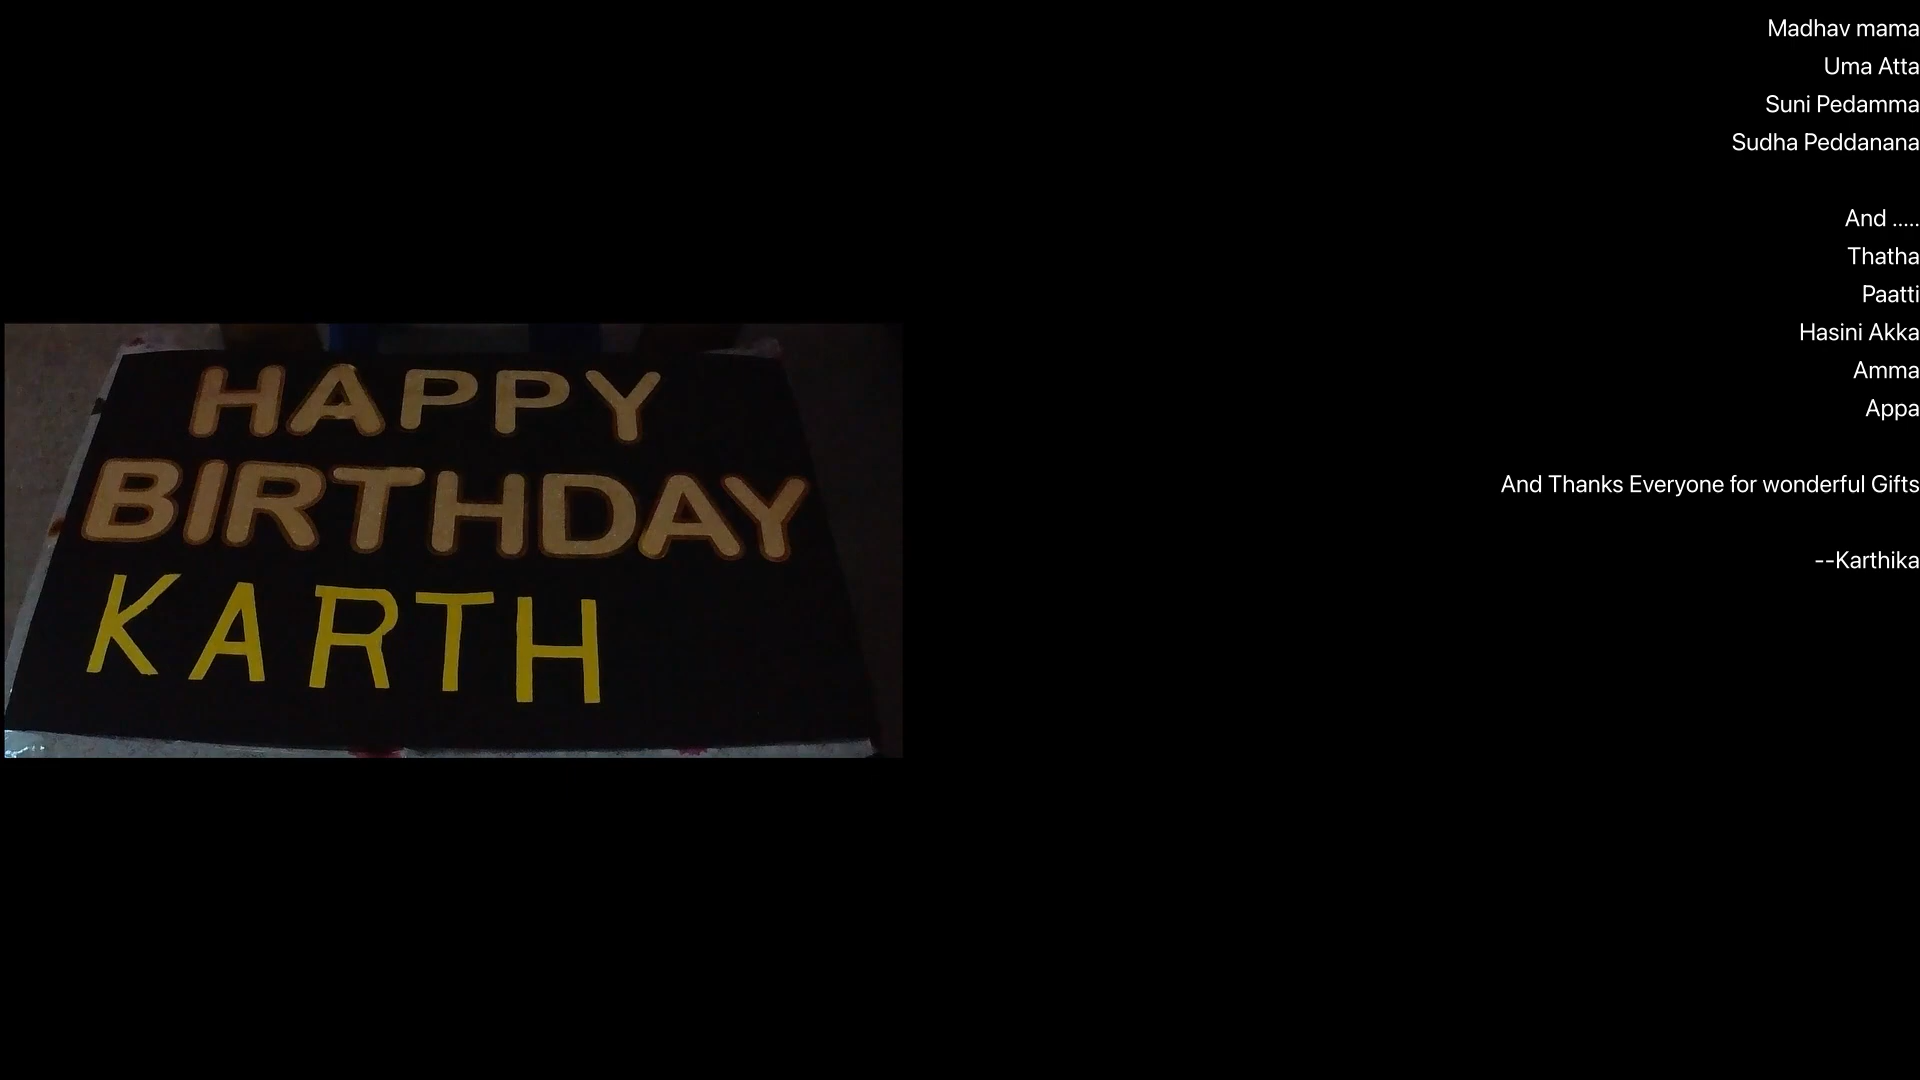 HAPPY
BIRTHDAY
KARTH
Madhav mama
Uma Atta
Suni Pedamma
Sudha Peddanana
And .....
Thatha
Paatti
Hasini Akka
Amma
Appa
And Thanks Everyone for wonderful Gifts
--Karthika